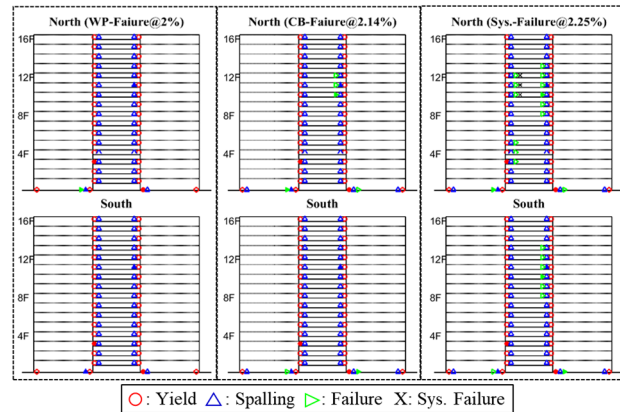 North (WP-Faiure@2%)
North (CB-Failure@2.14%)
North (Sys.-Failure@2.25%)
16F
16F
16F
12F
12F
12F
8F
8F
8F
4F
4F
4F
South
South
South
16F
16F
16F
12F
12F
12F
8F
8F
8F
4F
4F
4F
: Yield : Spalling : Failure X: Sys. Failure